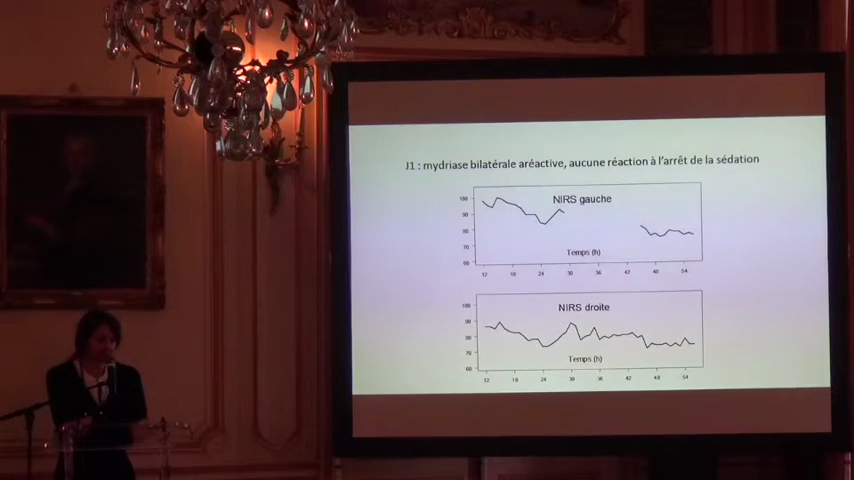 J1 : mydriase bilatérale aréactive, aucune réaction à l'arrêt de la sédation
NIRS gauche
100
90
80
70
60
Temps (h)
12 18 24 30 36 42 48 54
NIRS droite
100
90
80
70
60
Temps (h)
12 18 24 30 36 42 48 54